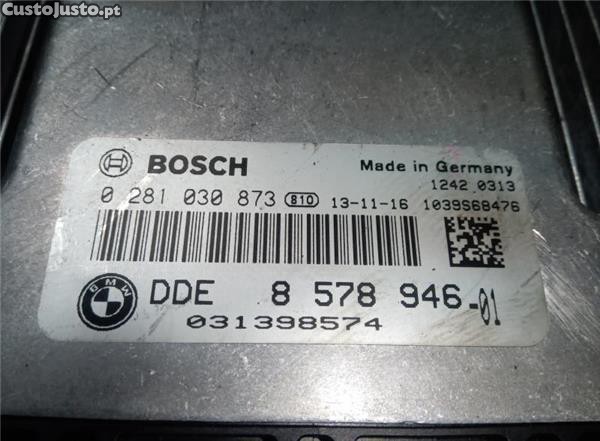 CustoJusto.pt
BOSCH Made in Germany
1242 0313
0 281 030 873 810 13-11-16 1039S68476
BMW DDE 8 578 946-01
031398574